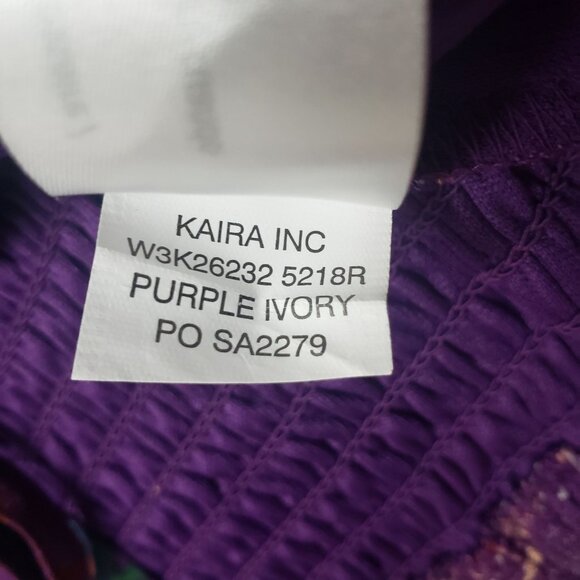 KAIRA INC
W3K26232 5218R
PURPLE IVORY
PO SA2279